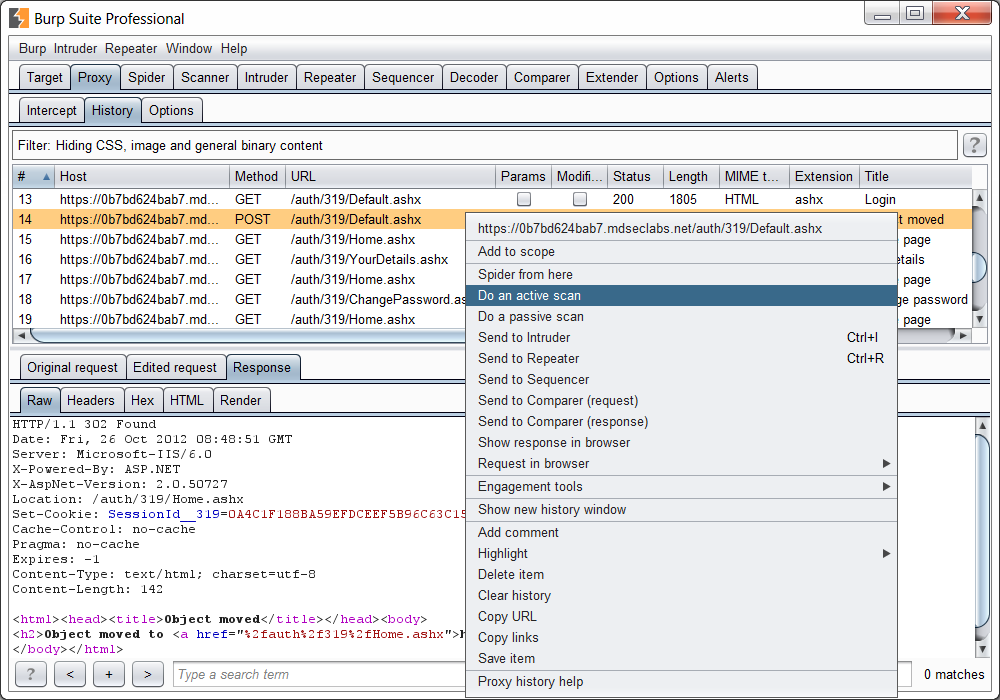 Burp Suite Professional
Burp Intruder Repeater Window Help
Target Proxy Spider Scanner Intruder Repeater Sequencer Decoder Comparer Extender Options Alerts
Intercept History Options
Filter: Hiding CSS, image and general binary content ?
# Host Method URL Params Modifi... Status Length MIME t... Extension Title
13 https://0b7bd624bab7.md... GET /auth/319/Default.ashx 200 1805 HTML ashx Login
14 https://0b7bd624bab7.md... POST /auth/319/Default.ashx moved
15 https://0b7bd624bab7.md... GET /auth/319/Home.ashx page
16 https://0b7bd624bab7.md... GET /auth/319/YourDetails.ashx etails
17 https://0b7bd624bab7.md... GET /auth/319/Home.ashx page
18 https://0b7bd624bab7.md... GET /auth/319/ChangePassword.as password
19 https://0b7bd624bab7.md... GET /auth/319/Home.ashx page
https://0b7bd624bab7.mdseclabs.net/auth/319/Default.ashx
Add to scope
Spider from here
Do an active scan
Do a passive scan
Send to Intruder Ctrl+I
Send to Repeater Ctrl+R
Send to Sequencer
Send to Comparer (request)
Send to Comparer (response)
Show response in browser
Request in browser
Engagement tools
Show new history window
Add comment
Highlight
Delete item
Clear history
Copy URL
Copy links
Save item
Proxy history help
Original request Edited request Response
Raw Headers Hex HTML Render
HTTP/1.1 302 Found
Date: Fri, 26 Oct 2012 08:48:51 GMT
Server: Microsoft-IIS/6.0
X-Powered-By: ASP.NET
X-AspNet-Version: 2.0.50727
Location: /auth/319/Home.ashx
Set-Cookie: SessionId__319=0A4C1F188BA59EFDCEEF5B96C63C15
Cache-Control: no-cache
Pragma: no-cache
Expires: -1
Content-Type: text/html; charset=utf-8
Content-Length: 142
<html><head><title>Object moved</title></head><body>
<h2>Object moved to <a href="%2fauth%2f319%2fHome.ashx">
</body></html>
? < + > Type a search term 0 matches